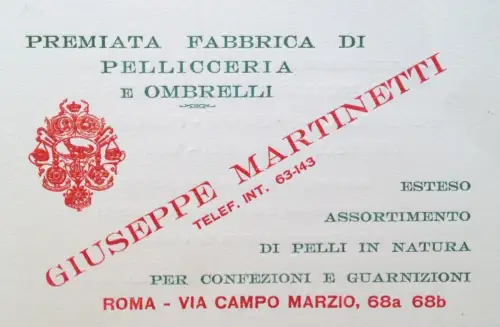 PREMIATA FABBRICA DI
PELLICCERIA
E OMBRELLI
GIUSEPPE MARTINETTI
TELEF. INT. 63-143
ESTESO
ASSORTIMENTO
DI PELLI IN NATURA
PER CONFEZIONI E GUARNIZIONI
ROMA - VIA CAMPO MARZIO, 68a 68b